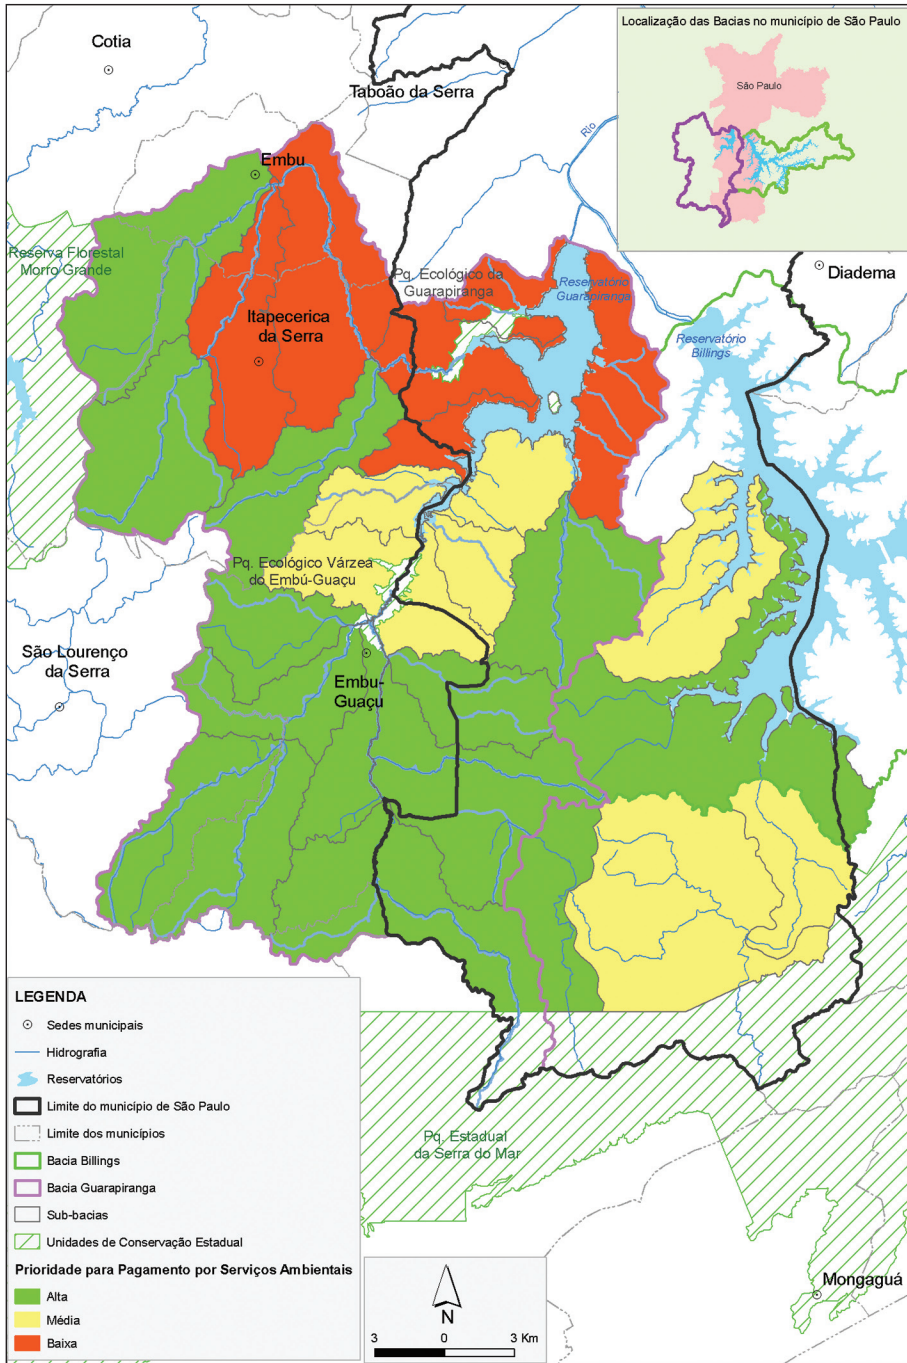 Localização das Bacias no município de São Paulo
São Paulo
Cotia
Taboão da Serra
Rio
Embu
Reserva Florestal
Morro Grande
Pq. Ecológico da
Guarapiranga
Reservatório
Guarapiranga
Diadema
Itapecerica
da Serra
Reservatório
Billings
Pq. Ecológico Várzea
do Embú-Guaçu
São Lourenço
da Serra
Embu-
Guaçu
LEGENDA
Sedes municipais
Hidrografia
Reservatórios
Limite do município de São Paulo
Limite dos municípios
Bacia Billings
Bacia Guarapiranga
Sub-bacias
Unidades de Conservação Estadual
Prioridade para Pagamento por Serviços Ambientais
Alta
Média
Baixa
Pq. Estadual
da Serra do Mar
N
3 0 3 Km
Mongaguá